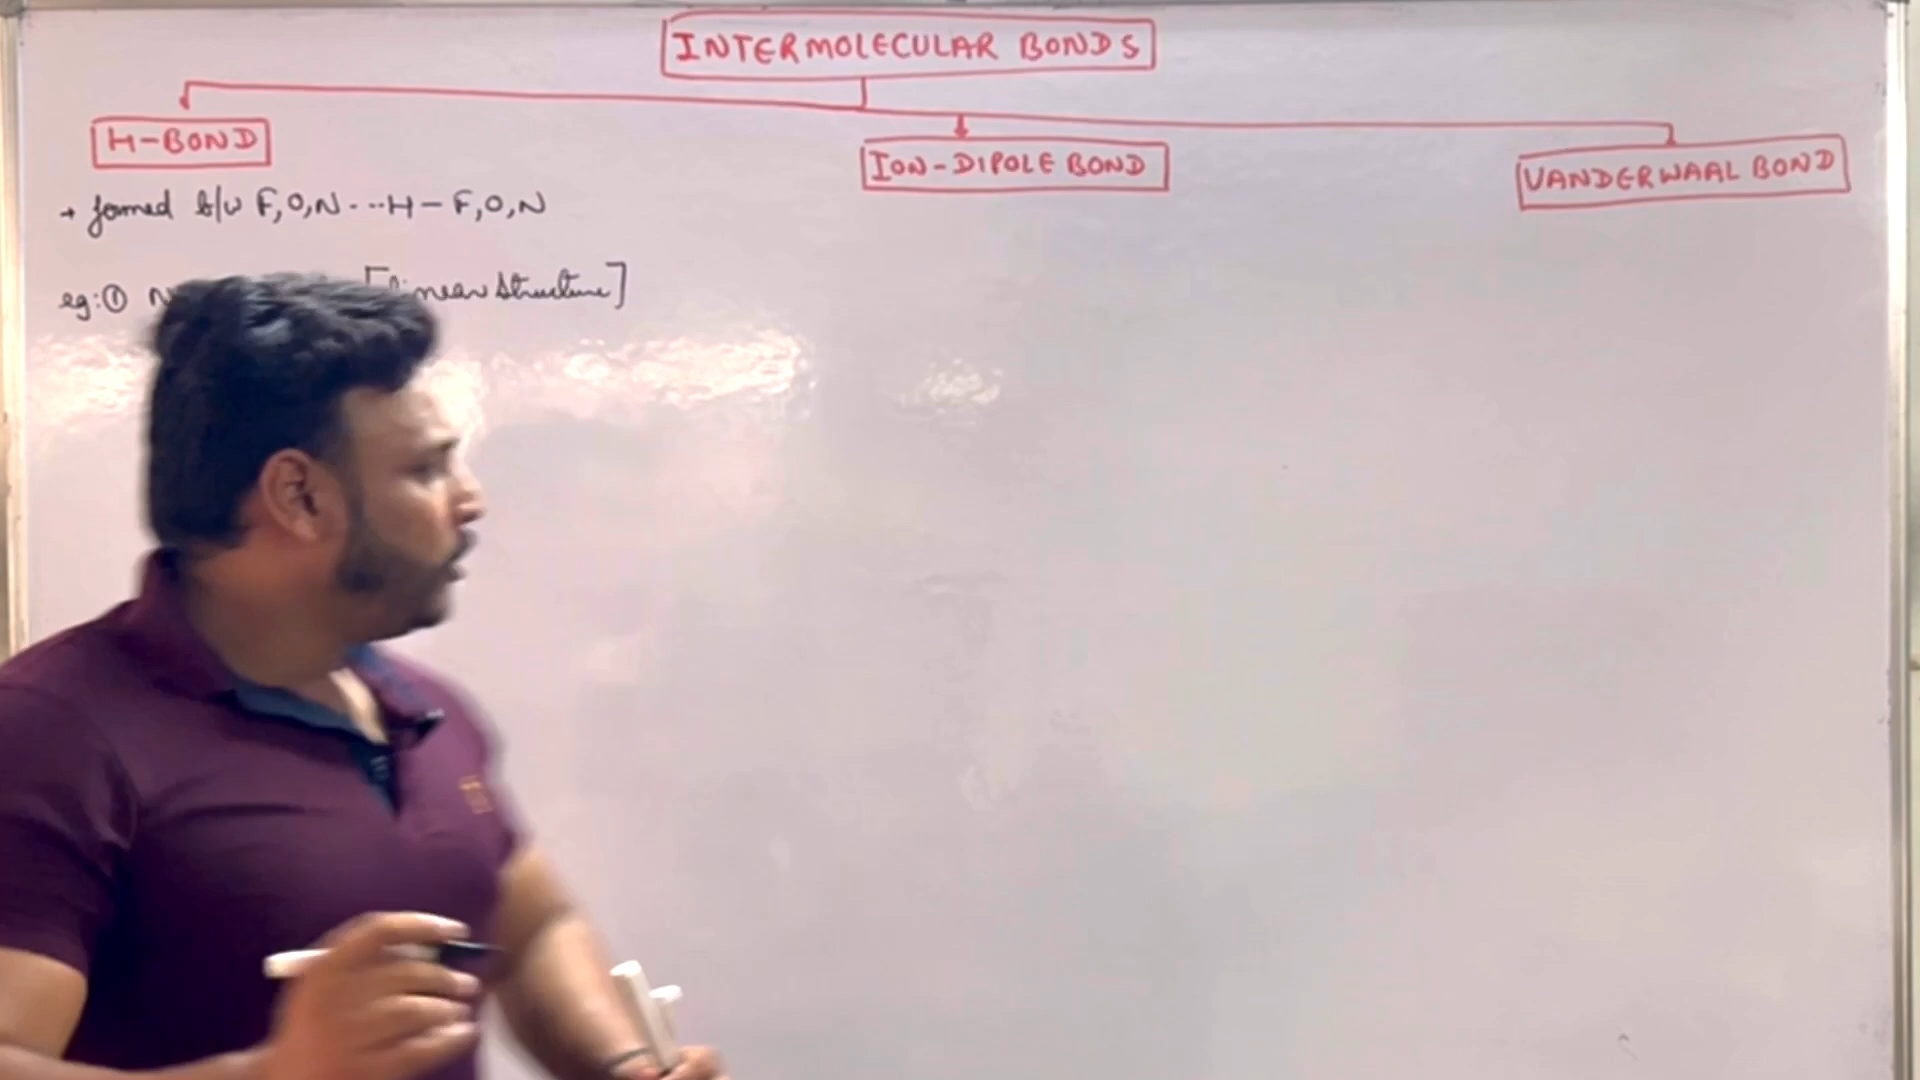 INTERMOLECULAR BONDS
H-BOND
ION-DIPOLE BOND
VANDERWAAL BOND
→ formed b/w F,O,N----H-F,O,N
eg:① [linear structure]